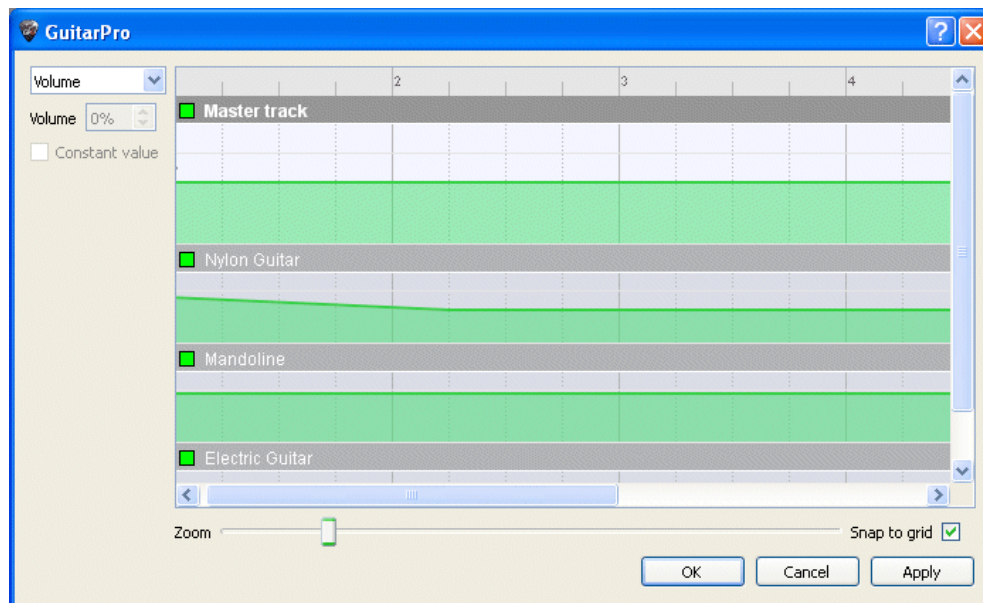 GuitarPro
Volume
Volume 0%
Constant value
2 3 4
Master track
Nylon Guitar
Mandoline
Electric Guitar
Zoom
Snap to grid
OK Cancel Apply